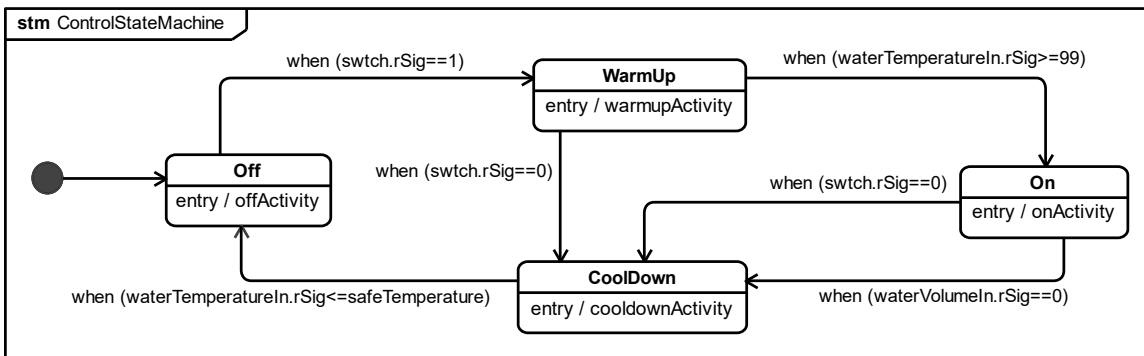 stm ControlStateMachine
when (swtch.rSig==1)
WarmUp
entry / warmupActivity
when (waterTemperatureIn.rSig>=99)
Off
entry / offActivity
when (swtch.rSig==0)
when (swtch.rSig==0)
On
entry / onActivity
CoolDown
entry / cooldownActivity
when (waterTemperatureIn.rSig<=safeTemperature)
when (waterVolumeIn.rSig==0)